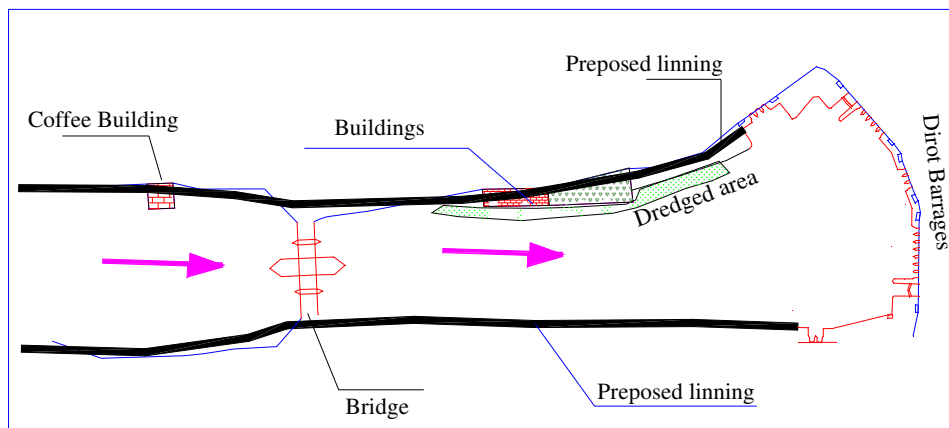 Preposed linning
Coffee Building
Buildings
Dredged area
Dirot Barrages
Preposed linning
Bridge